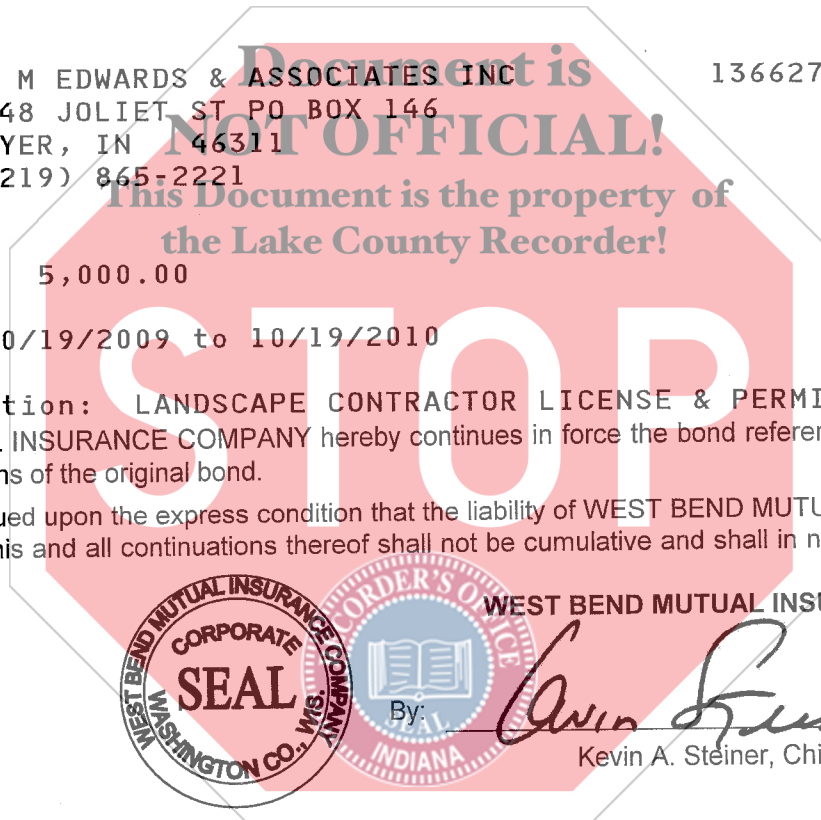 M EDWARDS & ASSOCIATES INC 136627
48 JOLIET ST PO BOX 146
YER, IN 46311
219) 865-2221
Document is
NOT OFFICIAL!
This Document is the property of
the Lake County Recorder!
STOP
5,000.00
0/19/2009 to 10/19/2010
tion: LANDSCAPE CONTRACTOR LICENSE & PERMI
INSURANCE COMPANY hereby continues in force the bond referen
ns of the original bond.
ued upon the express condition that the liability of WEST BEND MUTU
his and all continuations thereof shall not be cumulative and shall in n
WEST BEND MUTUAL INSURANCE COMPANY
CORPORATE
SEAL
WASHINGTON CO., WIS.
CORDER'S OFFICE
SEAL
INDIANA
WEST BEND MUTUAL INSU
By:
Kevin A. Steiner, Chi